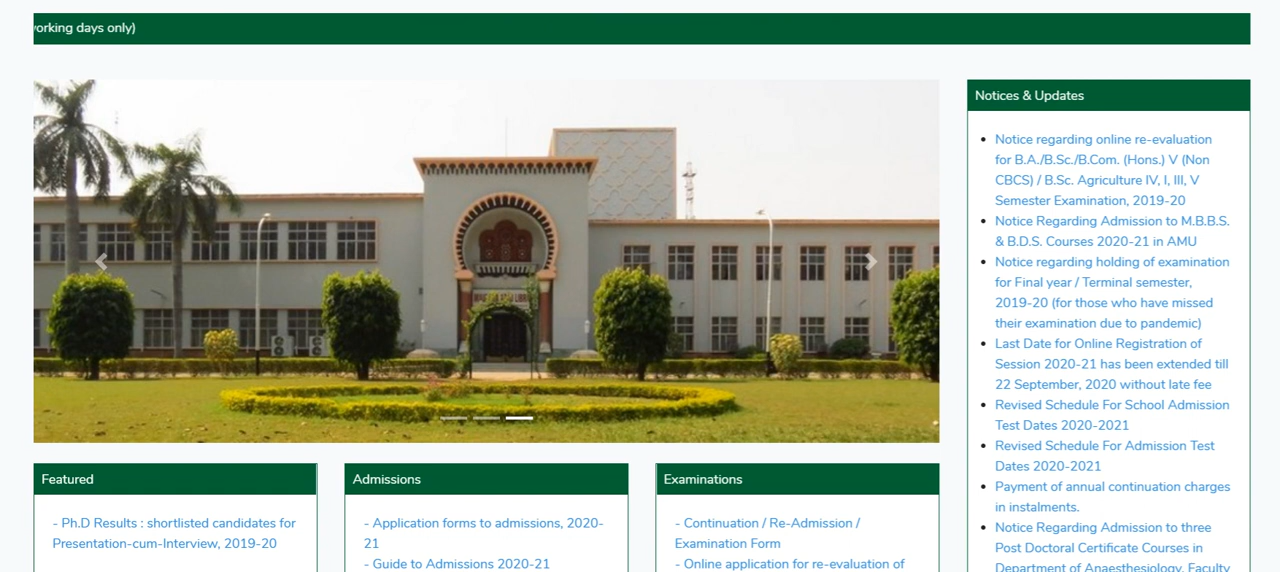 working days only)
Notices & Updates
Notice regarding online re-evaluation
for B.A./B.Sc./B.Com. (Hons.) V (Non
CBCS) / B.Sc. Agriculture IV, I, III, V
Semester Examination, 2019-20
Notice Regarding Admission to M.B.B.S.
& B.D.S. Courses 2020-21 in AMU
Notice regarding holding of examination
for Final year / Terminal semester,
2019-20 (for those who have missed
their examination due to pandemic)
Last Date for Online Registration of
Session 2020-21 has been extended till
22 September, 2020 without late fee
Revised Schedule For School Admission
Test Dates 2020-2021
Revised Schedule For Admission Test
Dates 2020-2021
Payment of annual continuation charges
in instalments.
Notice Regarding Admission to three
Post Doctoral Certificate Courses in
Department of Anaesthesiology, Faculty
Featured
- Ph.D Results : shortlisted candidates for
Presentation-cum-Interview, 2019-20
Admissions
- Application forms to admissions, 2020-
21
- Guide to Admissions 2020-21
Examinations
- Continuation / Re-Admission /
Examination Form
- Online application for re-evaluation of